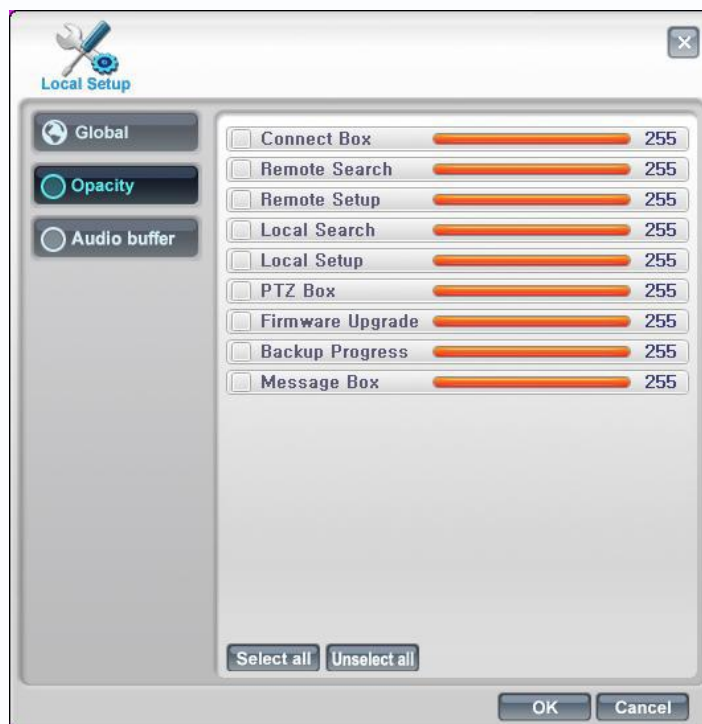 Local Setup
Global
Opacity
Audio buffer
Connect Box 255
Remote Search 255
Remote Setup 255
Local Search 255
Local Setup 255
PTZ Box 255
Firmware Upgrade 255
Backup Progress 255
Message Box 255
Select all Unselect all
OK Cancel